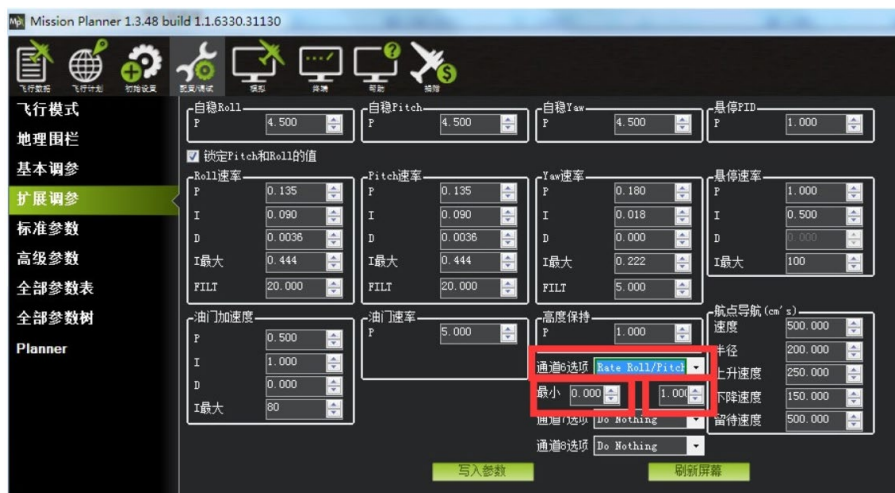 Mission Planner 1.3.48 build 1.1.6330.31130
飞行数据 飞行计划 初始设置 配置/调试 模拟 终端 帮助 捐赠
飞行模式
地理围栏
基本调参
扩展调参
标准参数
高级参数
全部参数表
全部参数树
Planner
自稳Roll
P 4.500
自稳Pitch
P 4.500
自稳Yaw
P 4.500
悬停PID
P 1.000
锁定Pitch和Roll的值
Roll速率
P 0.135
I 0.090
D 0.0036
I最大 0.444
FILT 20.000
Pitch速率
P 0.135
I 0.090
D 0.0036
I最大 0.444
FILT 20.000
Yaw速率
P 0.180
I 0.018
D 0.000
I最大 0.222
FILT 5.000
悬停速率
P 1.000
I 0.500
D 0.000
I最大 100
油门加速度
P 0.500
I 1.000
D 0.000
I最大 80
油门速率
P 5.000
高度保持
P 1.000
通道6选项 Rate Roll/Pitch
最小 0.000 1.000
通道7选项 Do Nothing
通道8选项 Do Nothing
航点导航(cm's)
速度 500.000
半径 200.000
上升速度 250.000
下降速度 150.000
留待速度 500.000
写入参数 刷新屏幕